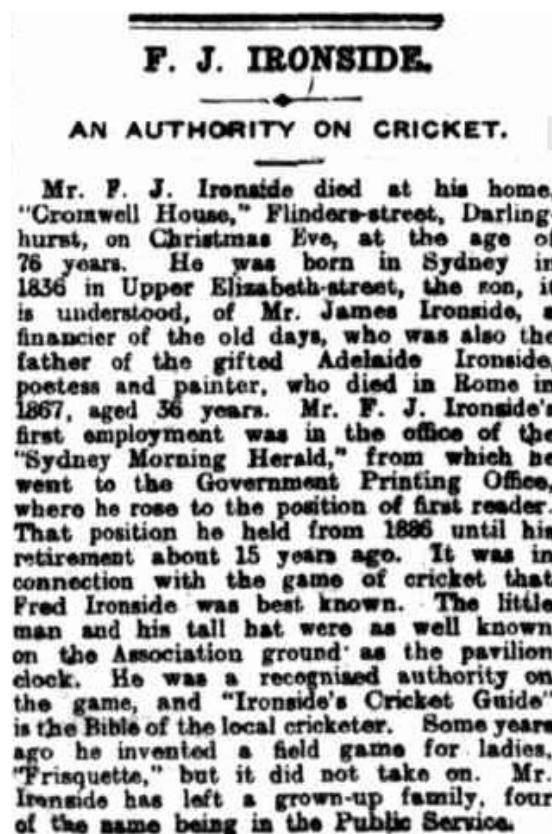 F. J. IRONSIDE.
AN AUTHORITY ON CRICKET.
Mr. F. J. Ironside died at his home,
"Cromwell House," Flinders-street, Darling-
hurst, on Christmas Eve, at the age of
76 years. He was born in Sydney in
1836 in Upper Elizabeth-street, the son, it
is understood, of Mr. James Ironside, a
financier of the old days, who was also the
father of the gifted Adelaide Ironside,
poetess and painter, who died in Rome in
1867, aged 36 years. Mr. F. J. Ironside's
first employment was in the office of the
"Sydney Morning Herald," from which he
went to the Government Printing Office,
where he rose to the position of first reader.
That position he held from 1886 until his
retirement about 15 years ago. It was in
connection with the game of cricket that
Fred Ironside was best known. The little
man and his tall hat were as well known
on the Association ground as the pavilion
clock. He was a recognised authority on
the game, and "Ironside's Cricket Guide"
is the Bible of the local cricketer. Some years
ago he invented a field game for ladies,
"Frisquette," but it did not take on. Mr.
Ironside has left a grown-up family, four
of the name being in the Public Service.